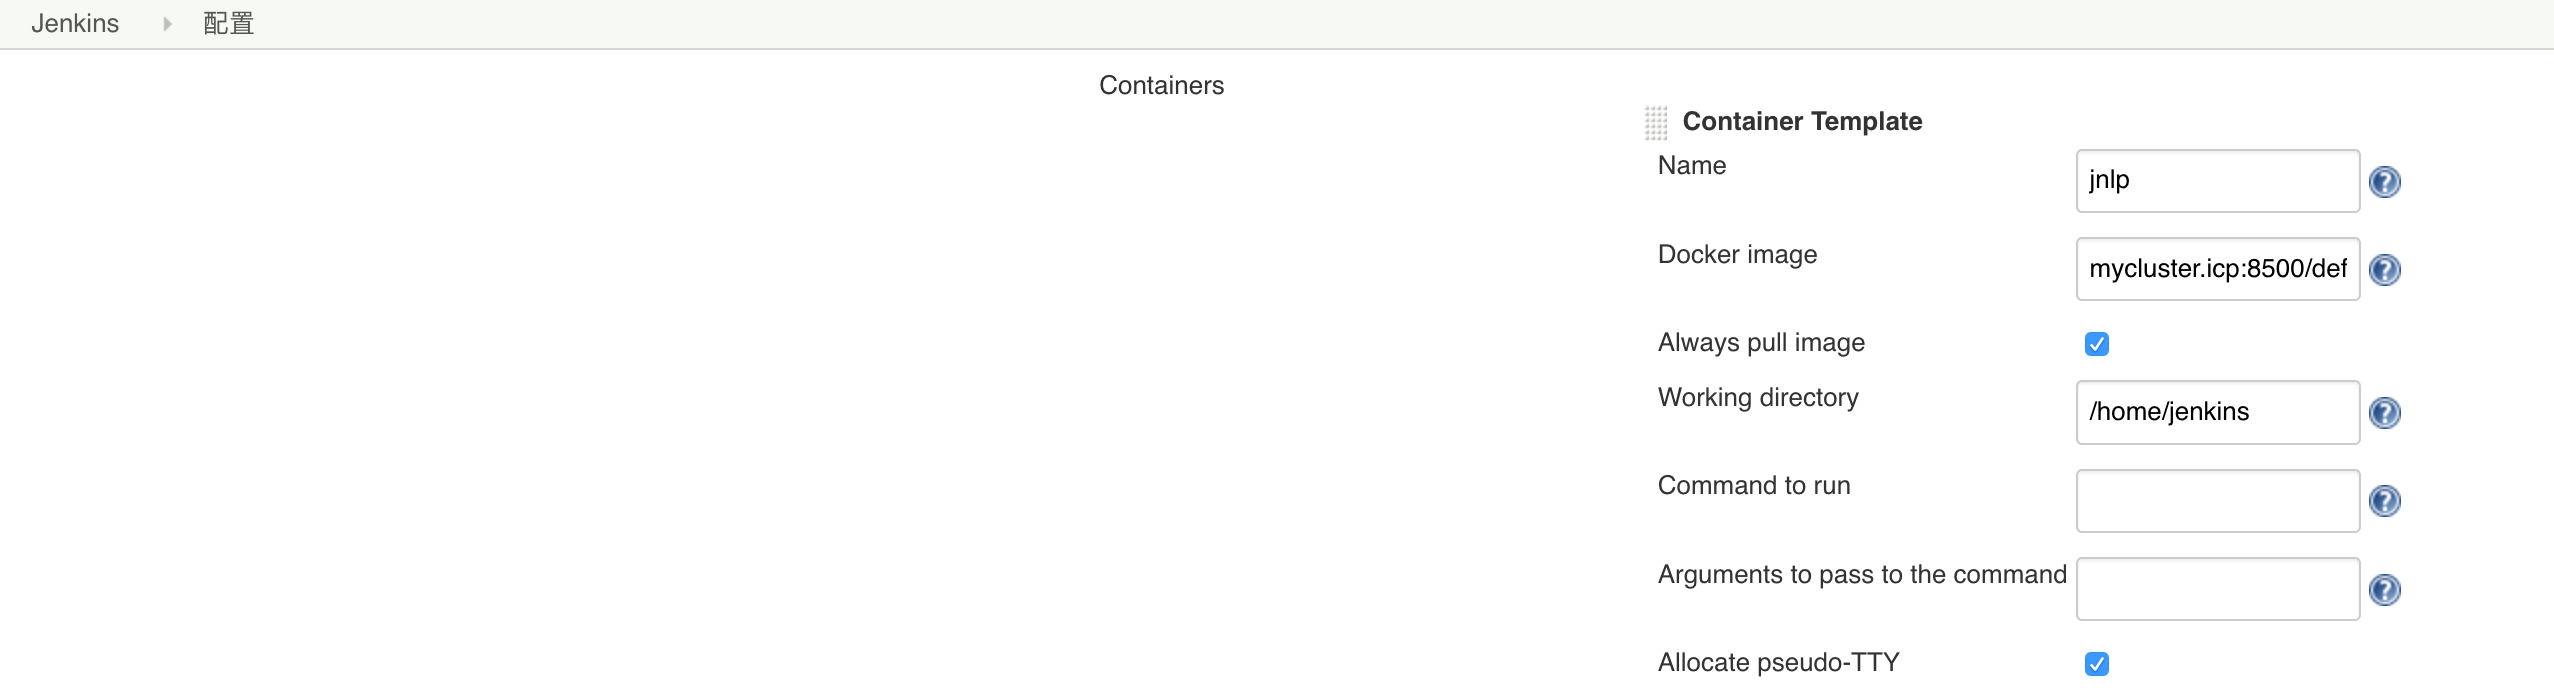 Jenkins 配置
Containers
Container Template
Name jnlp
Docker image mycluster.icp:8500/def
Always pull image
Working directory /home/jenkins
Command to run
Arguments to pass to the command
Allocate pseudo-TTY